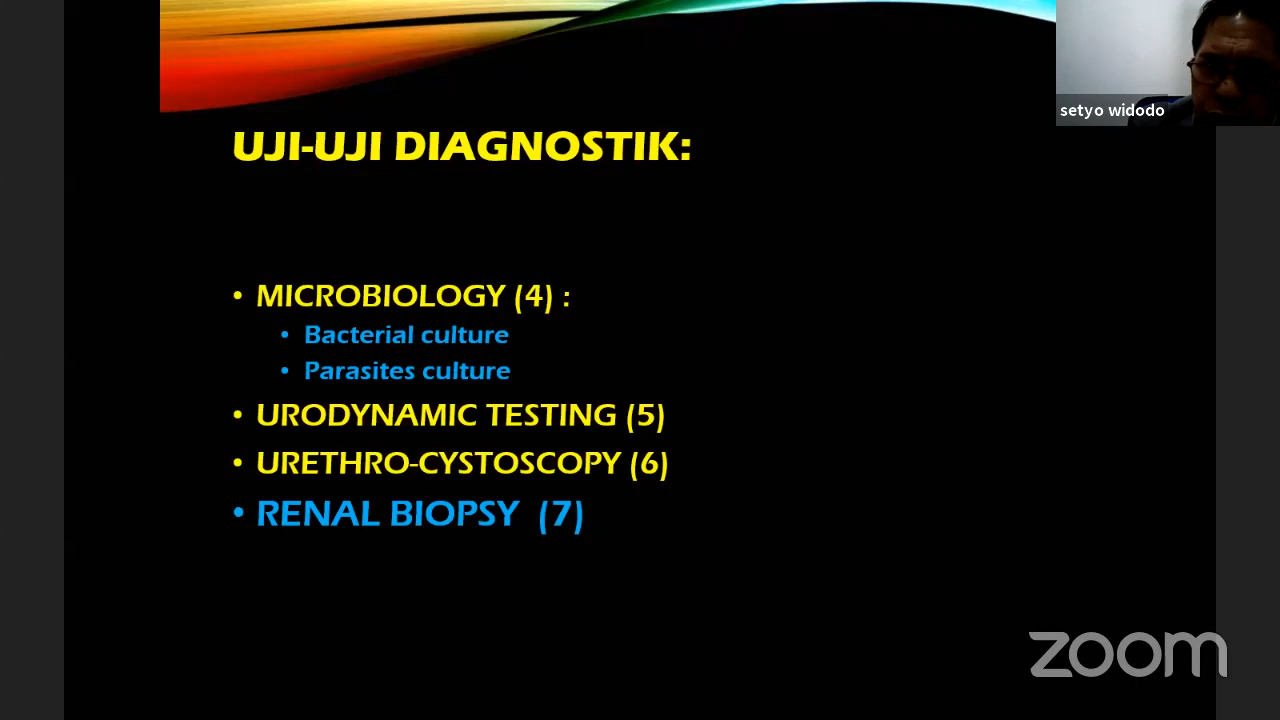 setyo widodo
UJI-UJI DIAGNOSTIK:
• MICROBIOLOGY (4) :
• Bacterial culture
• Parasites culture
• URODYNAMIC TESTING (5)
• URETHRO-CYSTOSCOPY (6)
• RENAL BIOPSY (7)
zoom